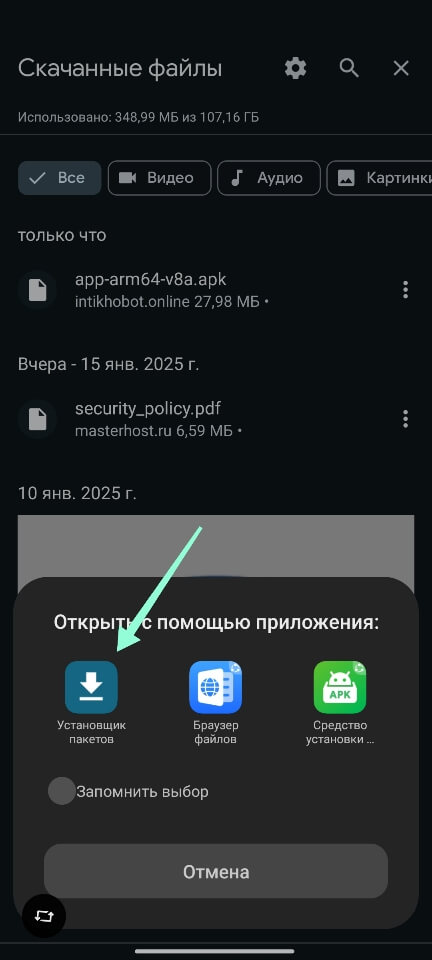 Скачанные файлы
Использовано: 348,99 МБ из 107,16 ГБ
Все
Видео
Аудио
Картинки
только что
app-arm64-v8a.apk
intikhobot.online 27,98 МБ •
Вчера - 15 янв. 2025 г.
security_policy.pdf
masterhost.ru 6,59 МБ •
10 янв. 2025 г.
Открыть с помощью приложения:
Установщик
пакетов
Браузер
файлов
APK
Средство
установки ...
Запомнить выбор
Отмена